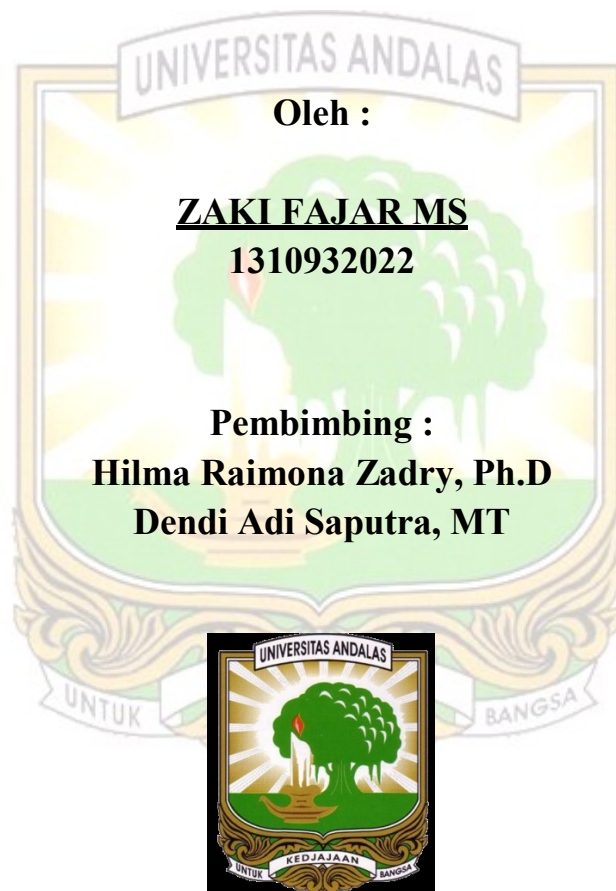 UNIVERSITAS ANDALAS
Oleh :
ZAKI FAJAR MS
1310932022
Pembimbing :
Hilma Raimona Zadry, Ph.D
Dendi Adi Saputra, MT
UNTUK BANGSA
UNIVERSITAS ANDALAS
UNTUK KEDJAJAAN BANGSA